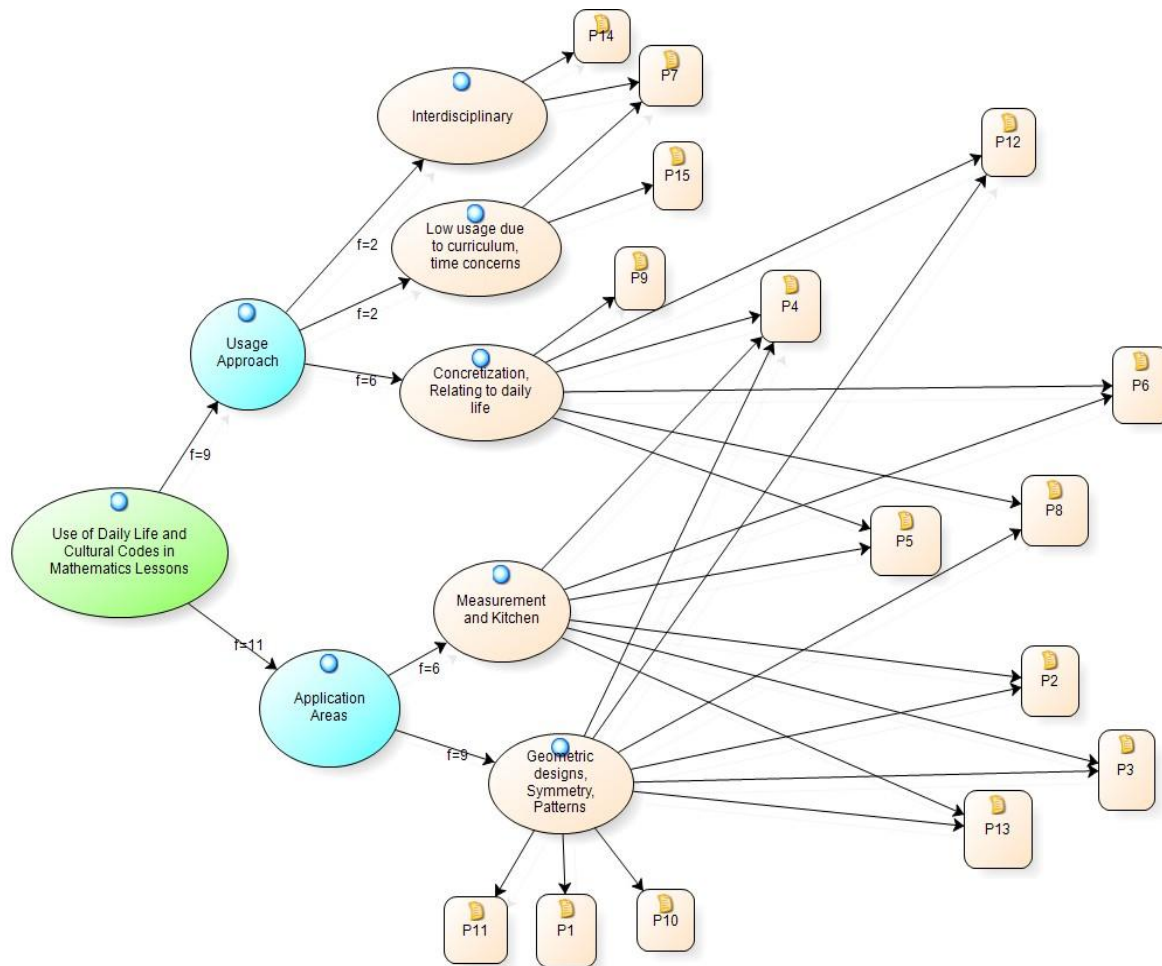 P14
P7
Interdisciplinary
P12
P15
Low usage due
to curriculum,
time concerns
f=2
P9
P4
f=2
Usage
Approach
Concretization,
Relating to daily
life
f=6
P6
f=9
P8
P5
Use of Daily Life and
Cultural Codes in
Mathematics Lessons
Measurement
and Kitchen
f=11
f=6
P2
Application
Areas
f=9
Geometric
designs,
Symmetry,
Patterns
P3
P13
P11
P1
P10